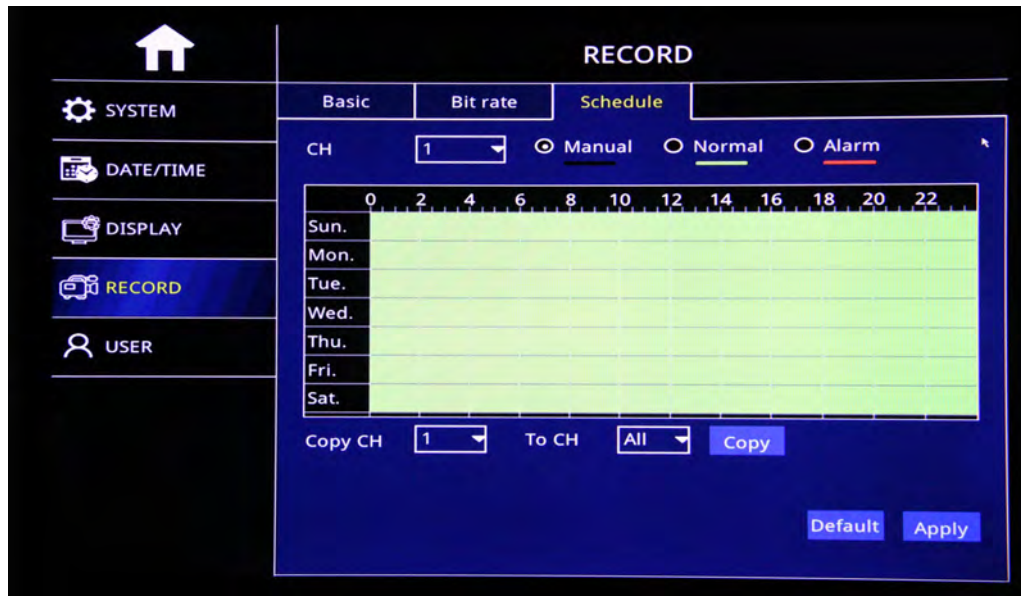 RECORD
SYSTEM
DATE/TIME
DISPLAY
RECORD
USER
Basic Bit rate Schedule
CH 1 Manual Normal Alarm
0 2 4 6 8 10 12 14 16 18 20 22
Sun.
Mon.
Tue.
Wed.
Thu.
Fri.
Sat.
Copy CH 1 To CH All Copy
Default Apply